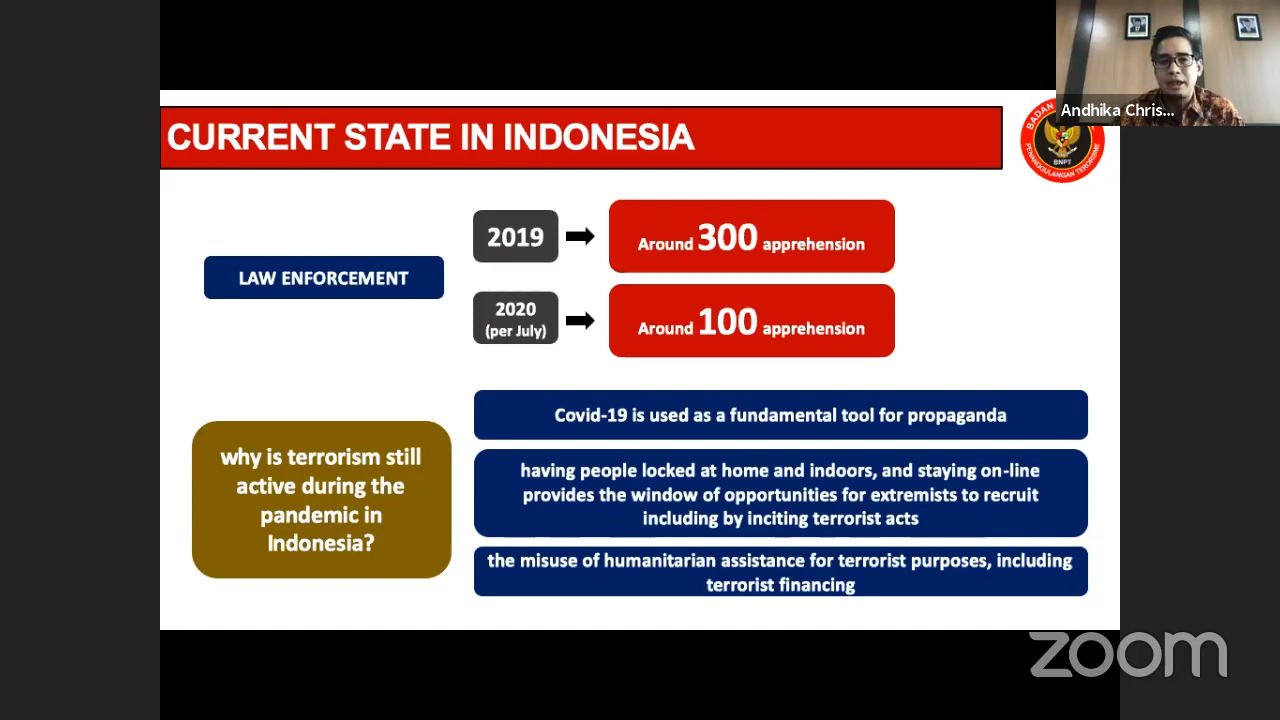 Andhika Chris...
CURRENT STATE IN INDONESIA
BADAN
PENANGGULANGAN TERORISME
BNPT
LAW ENFORCEMENT
2019
Around 300 apprehension
2020
(per July)
Around 100 apprehension
why is terrorism still
active during the
pandemic in
Indonesia?
Covid-19 is used as a fundamental tool for propaganda
having people locked at home and indoors, and staying on-line
provides the window of opportunities for extremists to recruit
including by inciting terrorist acts
the misuse of humanitarian assistance for terrorist purposes, including
terrorist financing
zoom